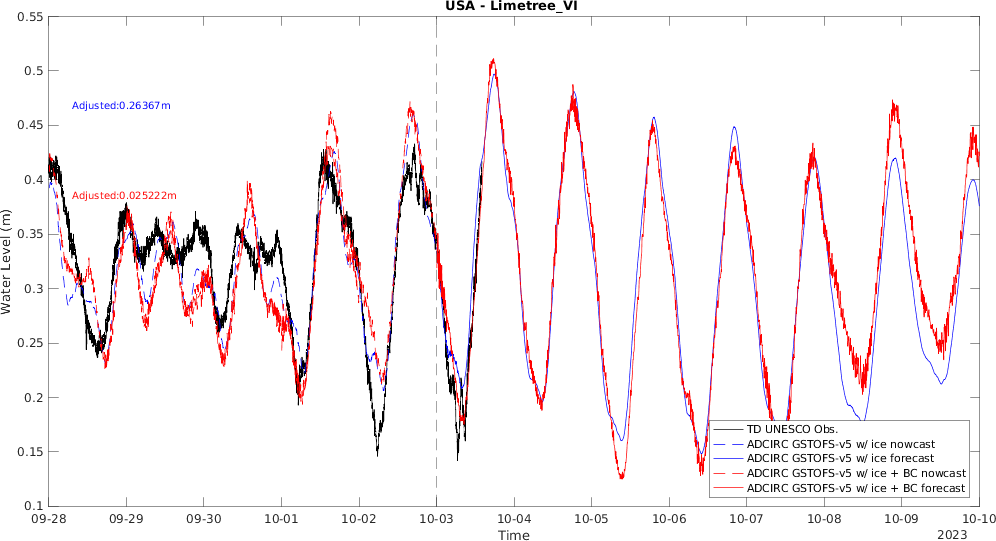 USA - Limetree_VI
0.55
0.5
0.45
0.4
0.35
0.3
0.25
0.2
0.15
0.1
Water Level (m)
Adjusted:0.26367m
Adjusted:0.025222m
TD UNESCO Obs.
ADCIRC GSTOFS-v5 w/ ice nowcast
ADCIRC GSTOFS-v5 w/ ice forecast
ADCIRC GSTOFS-v5 w/ ice + BC nowcast
ADCIRC GSTOFS-v5 w/ ice + BC forecast
09-28 09-29 09-30 10-01 10-02 10-03 10-04 10-05 10-06 10-07 10-08 10-09 10-10
Time
2023